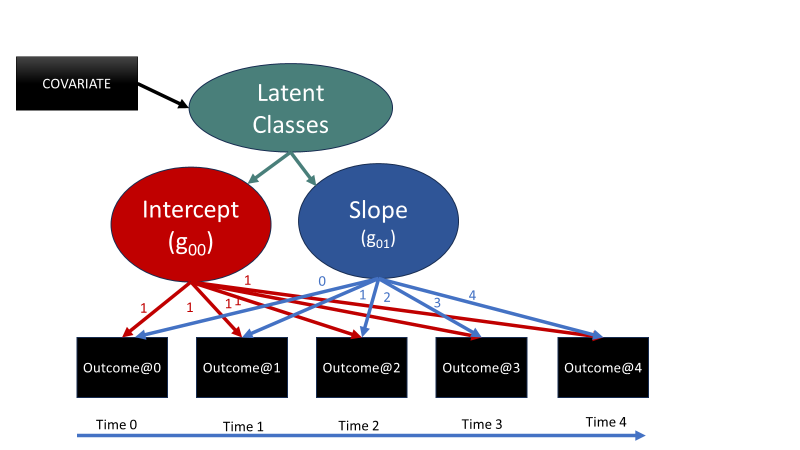 COVARIATE
Latent
Classes
Intercept
(g00)
Slope
(g01)
1
1
1
1
1
0
1
2
3
4
Outcome@0
Outcome@1
Outcome@2
Outcome@3
Outcome@4
Time 0
Time 1
Time 2
Time 3
Time 4